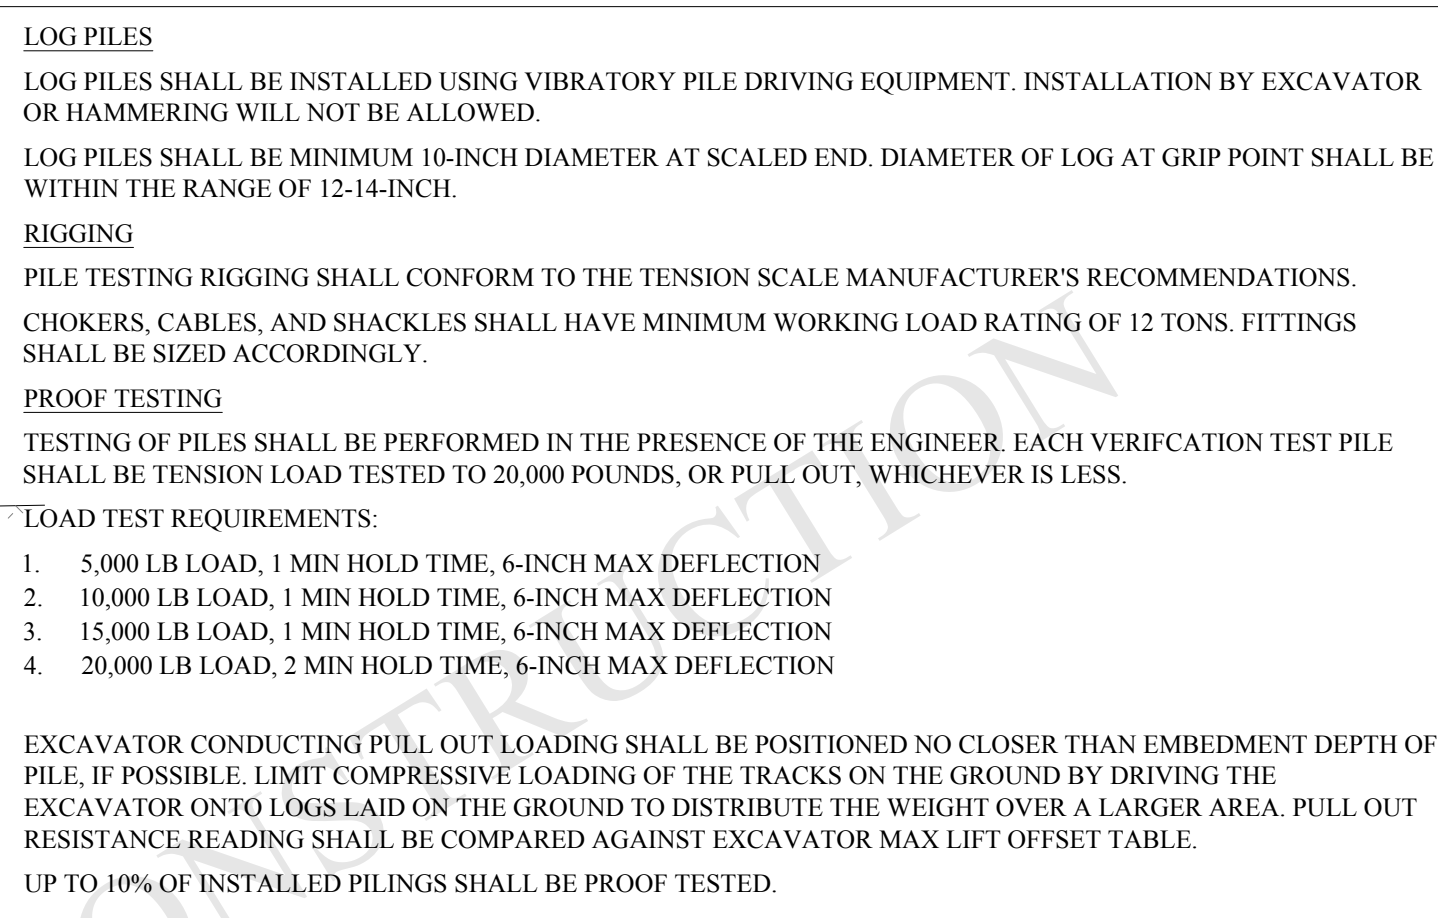 LOG PILES
LOG PILES SHALL BE INSTALLED USING VIBRATORY PILE DRIVING EQUIPMENT. INSTALLATION BY EXCAVATOR
OR HAMMERING WILL NOT BE ALLOWED.
LOG PILES SHALL BE MINIMUM 10-INCH DIAMETER AT SCALED END. DIAMETER OF LOG AT GRIP POINT SHALL BE
WITHIN THE RANGE OF 12-14-INCH.
RIGGING
PILE TESTING RIGGING SHALL CONFORM TO THE TENSION SCALE MANUFACTURER'S RECOMMENDATIONS.
CHOKERS, CABLES, AND SHACKLES SHALL HAVE MINIMUM WORKING LOAD RATING OF 12 TONS. FITTINGS
SHALL BE SIZED ACCORDINGLY.
PROOF TESTING
TESTING OF PILES SHALL BE PERFORMED IN THE PRESENCE OF THE ENGINEER. EACH VERIFCATION TEST PILE
SHALL BE TENSION LOAD TESTED TO 20,000 POUNDS, OR PULL OUT, WHICHEVER IS LESS.
LOAD TEST REQUIREMENTS:
1. 5,000 LB LOAD, 1 MIN HOLD TIME, 6-INCH MAX DEFLECTION
2. 10,000 LB LOAD, 1 MIN HOLD TIME, 6-INCH MAX DEFLECTION
3. 15,000 LB LOAD, 1 MIN HOLD TIME, 6-INCH MAX DEFLECTION
4. 20,000 LB LOAD, 2 MIN HOLD TIME, 6-INCH MAX DEFLECTION
EXCAVATOR CONDUCTING PULL OUT LOADING SHALL BE POSITIONED NO CLOSER THAN EMBEDMENT DEPTH OF
PILE, IF POSSIBLE. LIMIT COMPRESSIVE LOADING OF THE TRACKS ON THE GROUND BY DRIVING THE
EXCAVATOR ONTO LOGS LAID ON THE GROUND TO DISTRIBUTE THE WEIGHT OVER A LARGER AREA. PULL OUT
RESISTANCE READING SHALL BE COMPARED AGAINST EXCAVATOR MAX LIFT OFFSET TABLE.
UP TO 10% OF INSTALLED PILINGS SHALL BE PROOF TESTED.
ONSTRUCTION